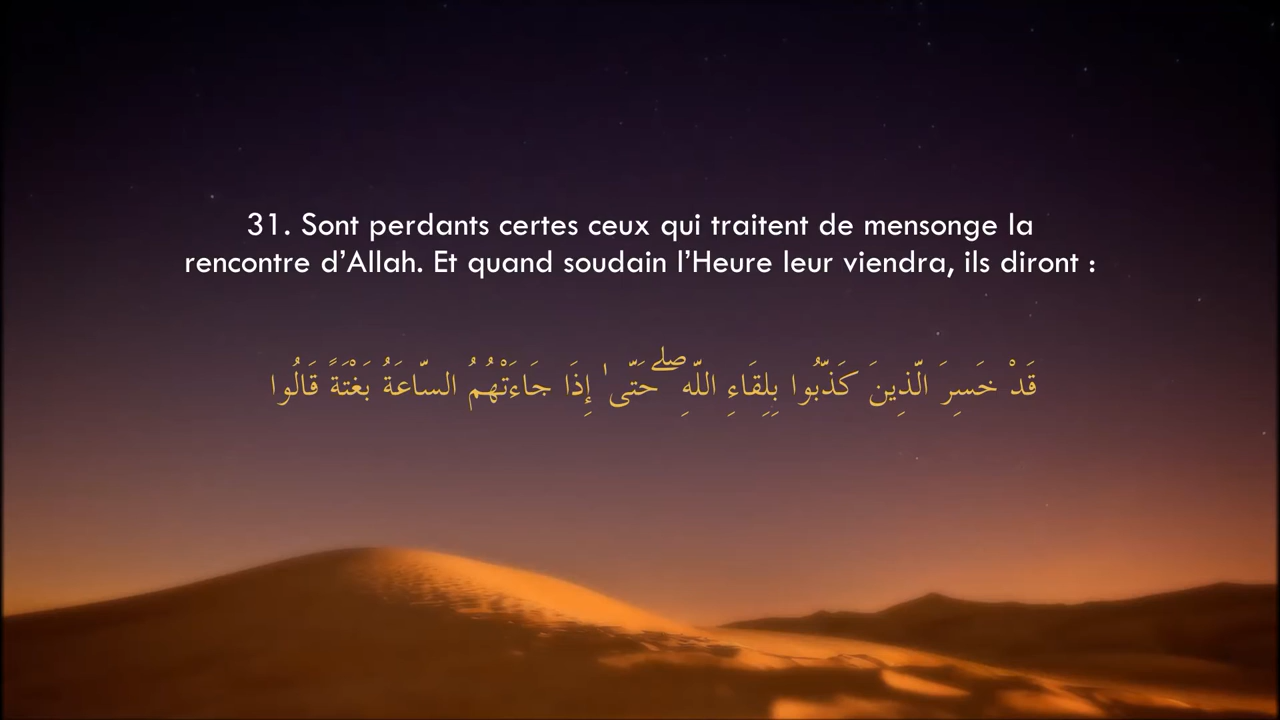 31. Sont perdants certes ceux qui traitent de mensonge la
rencontre d’Allah. Et quand soudain l’Heure leur viendra, ils diront :
قَدْ خَسِرَ الَّذِينَ كَذَّبُوا بِلِقَاءِ اللَّهِ ۖ حَتَّىٰ إِذَا جَاءَتْهُمُ السَّاعَةُ بَغْتَةً قَالُوا